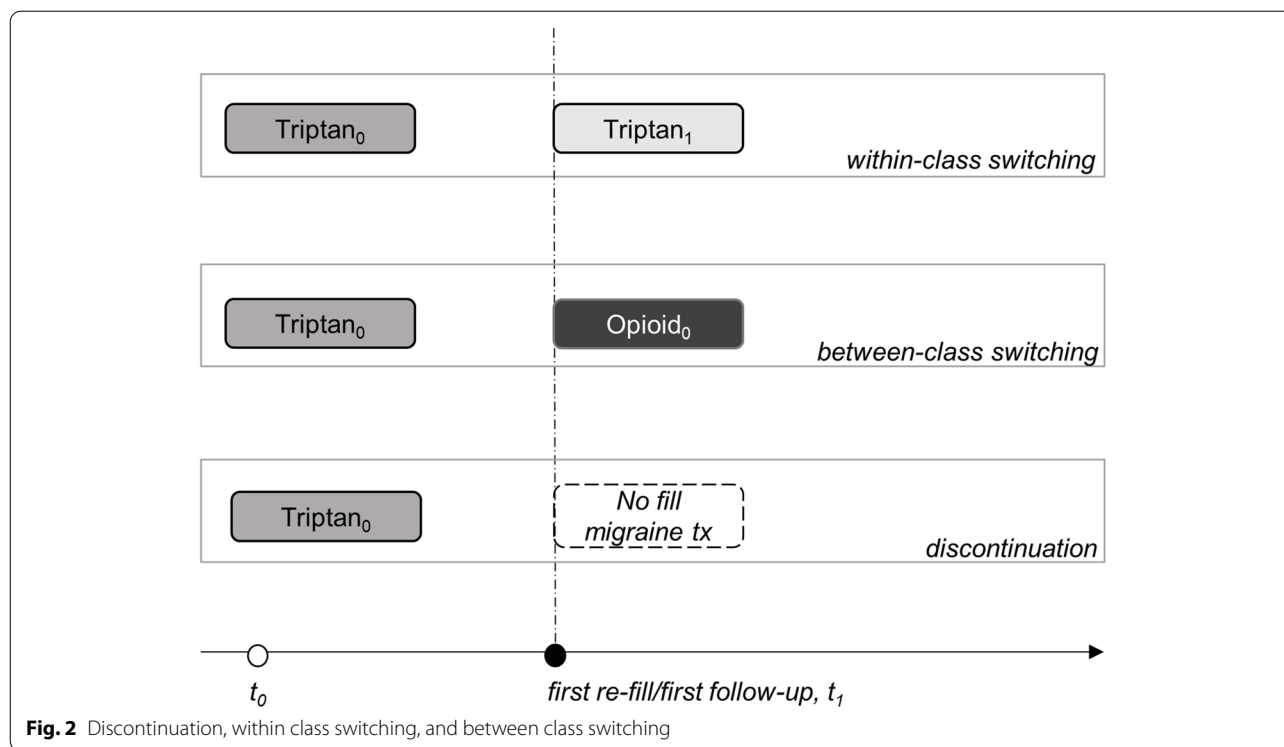 Triptan₀ Triptan₁
within-class switching
Triptan₀ Opioid₀
between-class switching
Triptan₀ No fill
migraine tx
discontinuation
t₀ first re-fill/first follow-up, t₁
Fig. 2 Discontinuation, within class switching, and between class switching